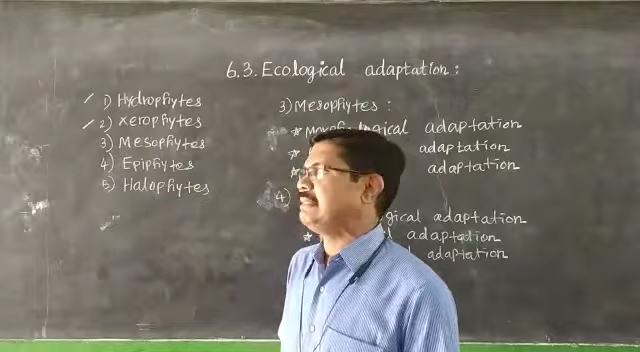 6.3. Ecological adaptation :
1) Hydrophytes
2) Xerophytes
3) Mesophytes
4) Epiphytes
5) Halophytes
3) Mesophytes :
* Morphological adaptation
* adaptation
* adaptation
4)
gical adaptation
* adaptation
adaptation